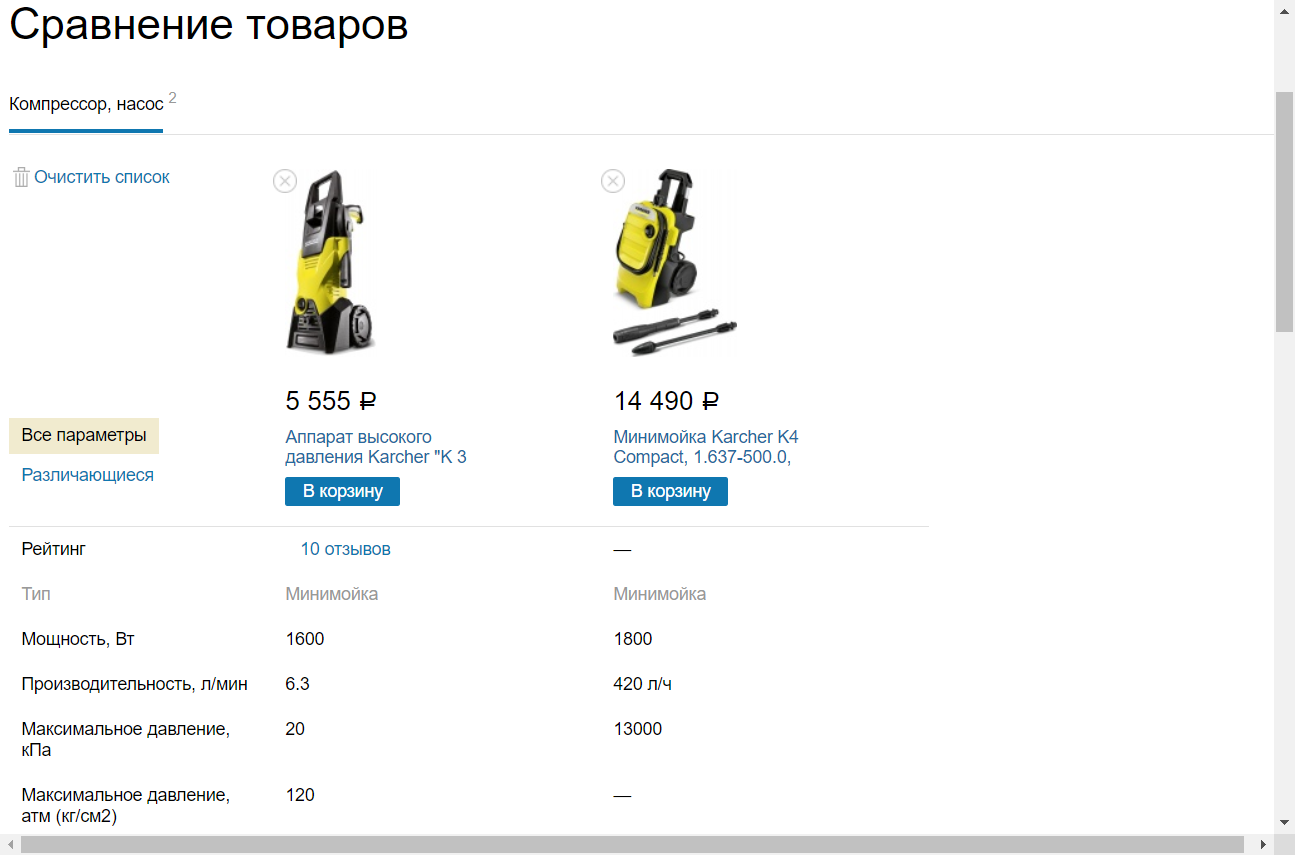 Сравнение товаров
Компрессор, насос 2
Очистить список
5 555 ₽
14 490 ₽
Все параметры
Различающиеся
Аппарат высокого
давления Karcher "K 3
Минимойка Karcher K4
Compact, 1.637-500.0,
В корзину
В корзину
Рейтинг 10 отзывов —
Тип Минимойка Минимойка
Мощность, Вт 1600 1800
Производительность, л/мин 6.3 420 л/ч
Максимальное давление, 20 13000
кПа
Максимальное давление, 120 —
атм (кг/см2)